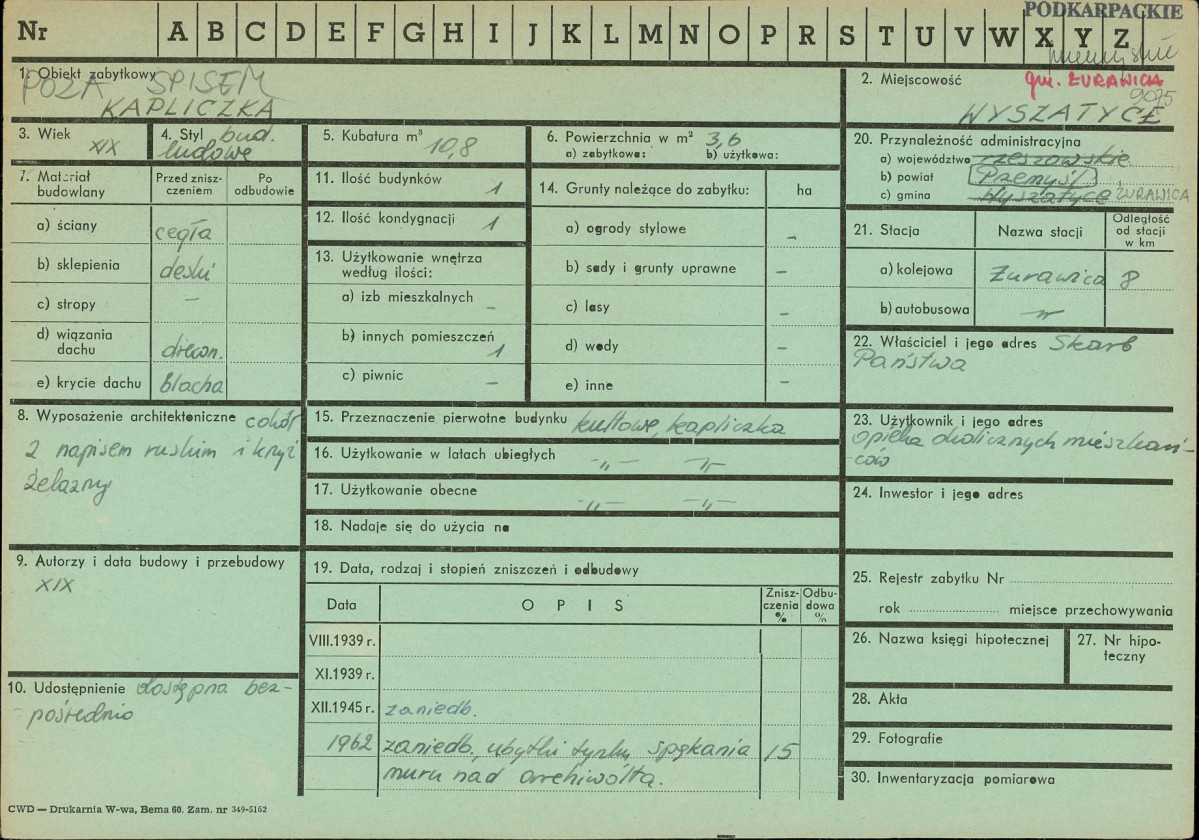 PODKARPACKIE
Nr A B C D E F G H I J K L M N O P R S T U V W X Y Z
1. Obiekt zabytkowy
POZA SPISEM
KAPLICZKA
2. Miejscowość
gm. ŻURAWICA
9075
WYSZATYCE
3. Wiek
XIX
4. Styl bud.
ludowe
5. Kubatura m³
10,8
6. Powierzchnia w m² 3,6
a) zabytkowa: b) użytkowa:
7. Materiał budowlany
Przed zniszczeniem
Po odbudowie
a) ściany cegła
b) sklepienia deski
c) stropy —
d) wiązania dachu drewn.
e) krycie dachu blacha
8. Wyposażenie architektoniczne cokół
z napisem ruskim i krzyż
żelazny
9. Autorzy i data budowy i przebudowy
XIX
10. Udostępnienie dostępna bez-
-pośrednio
11. Ilość budynków 1
12. Ilość kondygnacji 1
13. Użytkowanie wnętrza według ilości:
a) izb mieszkalnych —
b) innych pomieszczeń 1
c) piwnic —
14. Grunty należące do zabytku: ha
a) ogrody stylowe —
b) sady i grunty uprawne —
c) lasy —
d) wody —
e) inne —
15. Przeznaczenie pierwotne budynku kultowe, kapliczka
16. Użytkowanie w latach ubiegłych —„— —„—
17. Użytkowanie obecne —„— —„—
18. Nadaje się do użycia na
19. Data, rodzaj i stopień zniszczeń i odbudowy
Data OPIS Zniszczenia % Odbudowa %
VIII.1939 r.
XI.1939 r.
XII.1945 r. zaniedb.
1962 zaniedb., ubytki tynku, spękania 15
muru nad archiwoltą.
20. Przynależność administracyjna
a) województwo rzeszowskie
b) powiat Przemyśl
c) gmina Wyszatyce ŻURAWICA
21. Stacja Nazwa stacji Odległość od stacji w km
a) kolejowa Żurawica 8
b) autobusowa —„—
22. Właściciel i jego adres Skarb
Państwa
23. Użytkownik i jego adres
opieka okolicznych mieszkań-
-ców
24. Inwestor i jego adres
25. Rejestr zabytku Nr
rok miejsce przechowywania
26. Nazwa księgi hipotecznej
27. Nr hipoteczny
28. Akta
29. Fotografie
30. Inwentaryzacja pomiarowa
CWD — Drukarnia W-wa, Bema 60. Zam. nr 349-5162